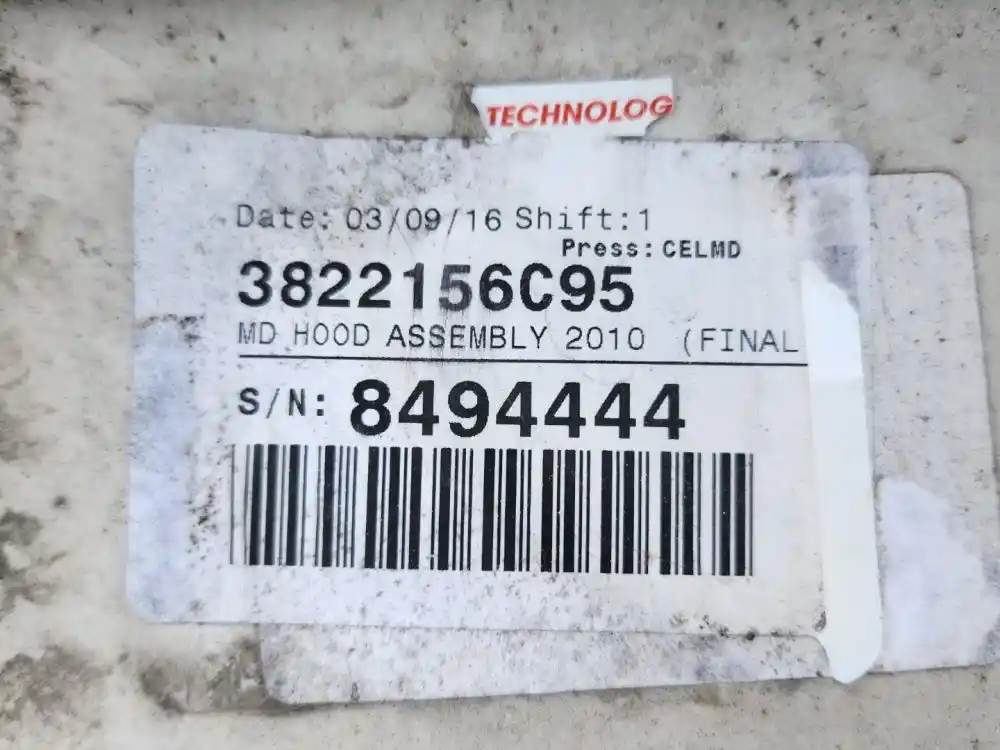 TECHNOLOG
Date: 03/09/16 Shift:1
Press: CELMD
3822156C95
MD HOOD ASSEMBLY 2010 (FINAL
S/N: 8494444